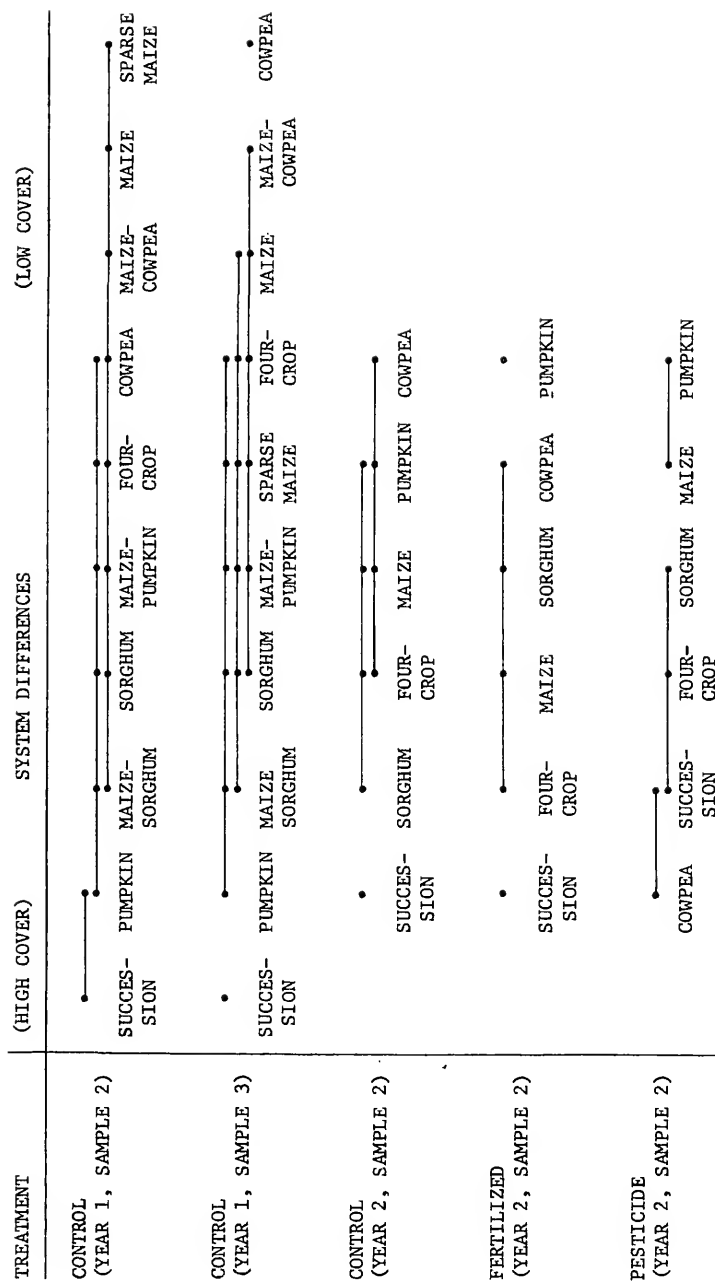 TREATMENT (HIGH COVER) SYSTEM DIFFERENCES (LOW COVER)
CONTROL
(YEAR 1, SAMPLE 2)
SUCCES- PUMPKIN MAIZE- SORGHUM MAIZE- FOUR- COWPEA MAIZE- MAIZE SPARSE
SION SORGHUM PUMPKIN CROP COWPEA MAIZE
CONTROL
(YEAR 1, SAMPLE 3)
SUCCES- PUMPKIN MAIZE SORGHUM MAIZE- SPARSE FOUR- MAIZE MAIZE- COWPEA
SION SORGHUM PUMPKIN MAIZE CROP COWPEA
CONTROL
(YEAR 2, SAMPLE 2)
SUCCES- SORGHUM FOUR- MAIZE PUMPKIN COWPEA
SION CROP
FERTILIZED
(YEAR 2, SAMPLE 2)
SUCCES- FOUR- MAIZE SORGHUM COWPEA PUMPKIN
SION CROP
PESTICIDE
(YEAR 2, SAMPLE 2)
COWPEA SUCCES- FOUR- SORGHUM MAIZE PUMPKIN
SION CROP